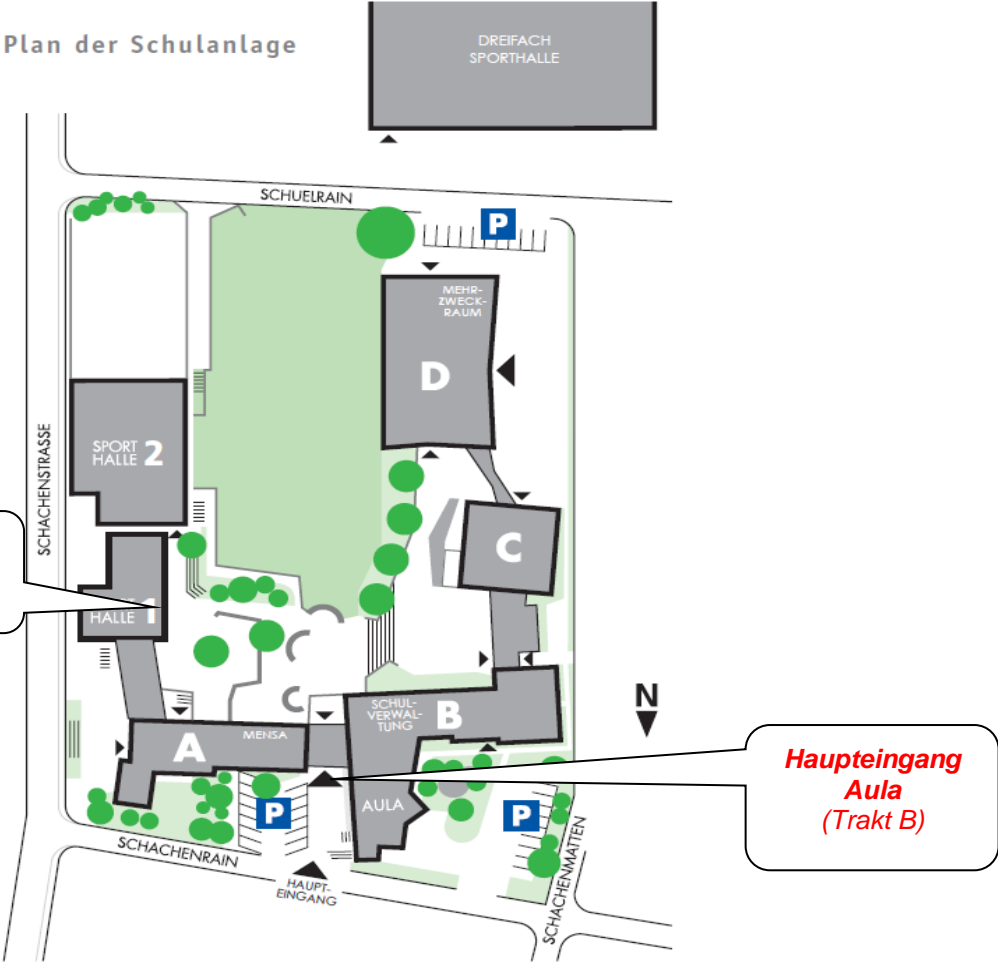 Plan der Schulanlage
DREIFACH
SPORTHALLE
SCHUELRAIN
P
MEHR-
ZWECK-
RAUM
D
SCHACHENSTRASSE
SPORT
HALLE 2
C
HALLE 1
SCHUL-
VERWAL-
TUNG
B
A
MENSA
N
Haupteingang
Aula
(Trakt B)
AULA
P
P
SCHACHENRAIN
SCHACHENMATTEN
HAUPT-
EINGANG